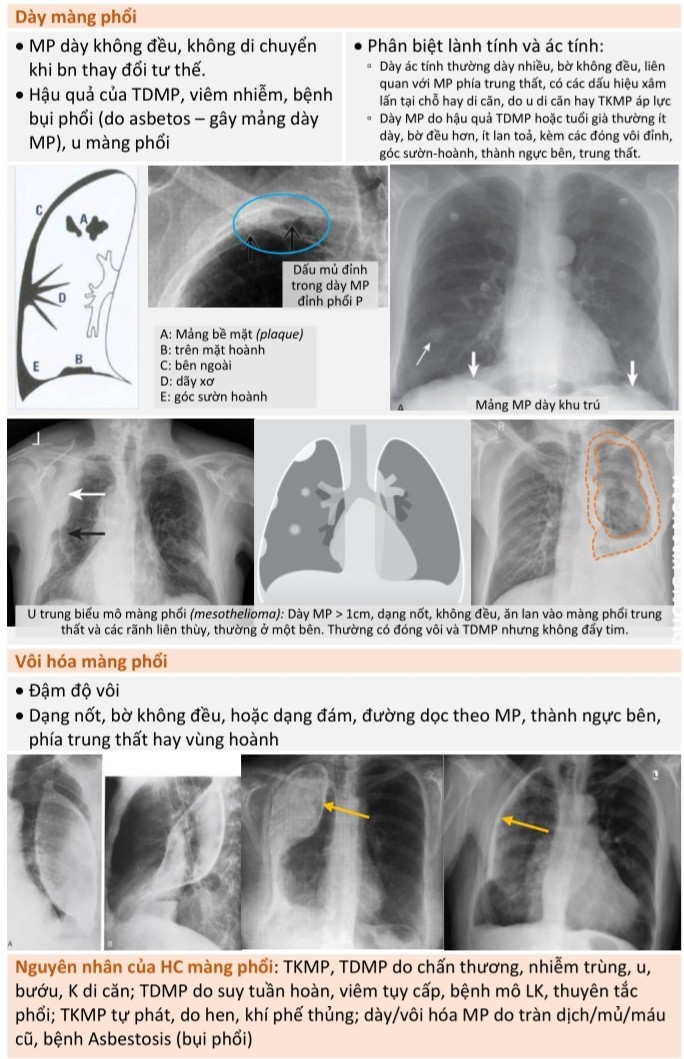 Dày màng phổi
• MP dày không đều, không di chuyển
khi bn thay đổi tư thế.
• Hậu quả của TDMP, viêm nhiễm, bệnh
bụi phổi (do asbetos – gây mảng dày
MP), u màng phổi
• Phân biệt lành tính và ác tính:
▫ Dày ác tính thường dày nhiều, bờ không đều, liên
quan với MP phía trung thất, có các dấu hiệu xâm
lấn tại chỗ hay di căn, do u di căn hay TKMP áp lực
▫ Dày MP do hậu quả TDMP hoặc tuổi già thường ít
dày, bờ đều hơn, ít lan toả, kèm các đóng vôi đỉnh,
góc sườn-hoành, thành ngực bên, trung thất.
C
A
D
E
B
Dấu mủ đỉnh
trong dày MP
đỉnh phổi P
A: Mảng bề mặt (plaque)
B: trên mặt hoành
C: bên ngoài
D: dãy xơ
E: góc sườn hoành
A
Mảng MP dày khu trú
U trung biểu mô màng phổi (mesothelioma): Dày MP > 1cm, dạng nốt, không đều, ăn lan vào màng phổi trung
thất và các rãnh liên thùy, thường ở một bên. Thường có đóng vôi và TDMP nhưng không đẩy tim.
Vôi hóa màng phổi
• Đậm độ vôi
• Dạng nốt, bờ không đều, hoặc dạng đám, đường dọc theo MP, thành ngực bên,
phía trung thất hay vùng hoành
A
B
Nguyên nhân của HC màng phổi: TKMP, TDMP do chấn thương, nhiễm trùng, u,
bướu, K di căn; TDMP do suy tuần hoàn, viêm tụy cấp, bệnh mô LK, thuyên tắc
phổi; TKMP tự phát, do hen, khí phế thủng; dày/vôi hóa MP do tràn dịch/mủ/máu
cũ, bệnh Asbestosis (bụi phổi)